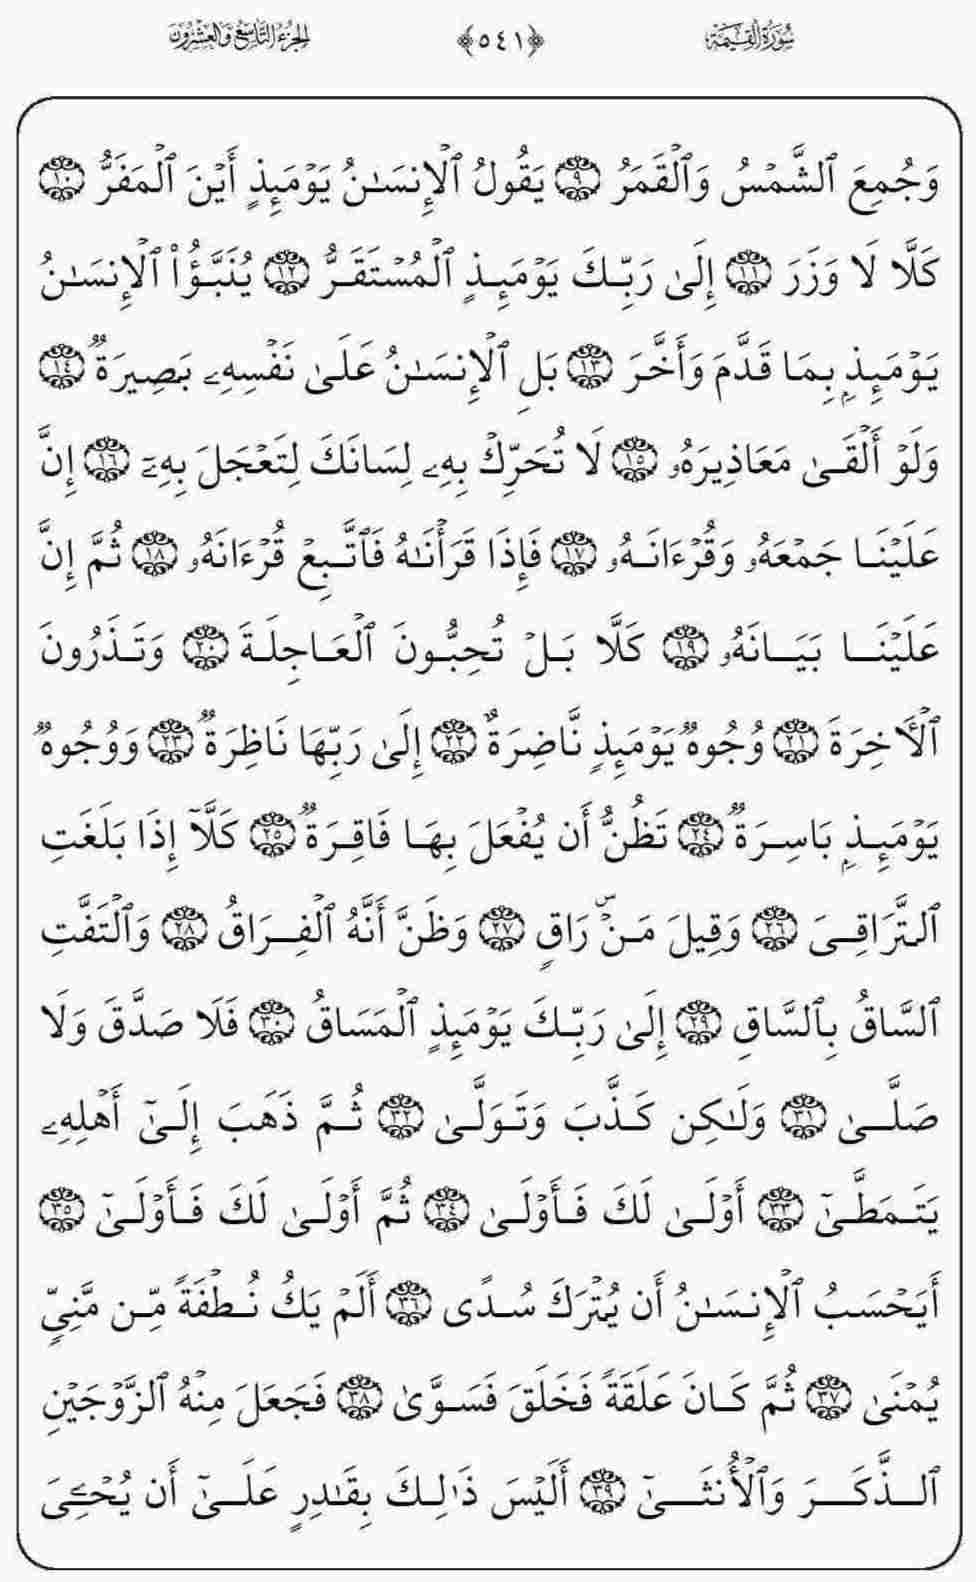 سُورَةُ الْقِيَٰمَةِ ﴿٥٤١﴾ الجُزْءُ التَّاسِعُ وَالْعِشْرُونَ
وَجُمِعَ ٱلشَّمْسُ وَٱلْقَمَرُ ٩ يَقُولُ ٱلْإِنسَٰنُ يَوْمَئِذٍ أَيْنَ ٱلْمَفَرُّ ١٠
كَلَّا لَا وَزَرَ ١١ إِلَىٰ رَبِّكَ يَوْمَئِذٍ ٱلْمُسْتَقَرُّ ١٢ يُنَبَّؤُاْ ٱلْإِنسَٰنُ
يَوْمَئِذِۭ بِمَا قَدَّمَ وَأَخَّرَ ١٣ بَلِ ٱلْإِنسَٰنُ عَلَىٰ نَفْسِهِۦ بَصِيرَةٌ ١٤
وَلَوْ أَلْقَىٰ مَعَاذِيرَهُۥ ١٥ لَا تُحَرِّكْ بِهِۦ لِسَانَكَ لِتَعْجَلَ بِهِۦٓ ١٦ إِنَّ
عَلَيْنَا جَمْعَهُۥ وَقُرْءَانَهُۥ ١٧ فَإِذَا قَرَأْنَٰهُ فَٱتَّبِعْ قُرْءَانَهُۥ ١٨ ثُمَّ إِنَّ
عَلَيْنَا بَيَانَهُۥ ١٩ كَلَّا بَلْ تُحِبُّونَ ٱلْعَاجِلَةَ ٢٠ وَتَذَرُونَ
ٱلْأَخِرَةَ ٢١ وُجُوهٌ يَوْمَئِذٍ نَّاضِرَةٌ ٢٢ إِلَىٰ رَبِّهَا نَاظِرَةٌ ٢٣ وَوُجُوهٌ
يَوْمَئِذِۭ بَاسِرَةٌ ٢٤ تَظُنُّ أَن يُفْعَلَ بِهَا فَاقِرَةٌ ٢٥ كَلَّآ إِذَا بَلَغَتِ
ٱلتَّرَاقِىَ ٢٦ وَقِيلَ مَنْۜ رَاقٍ ٢٧ وَظَنَّ أَنَّهُ ٱلْفِرَاقُ ٢٨ وَٱلْتَفَّتِ
ٱلسَّاقُ بِٱلسَّاقِ ٢٩ إِلَىٰ رَبِّكَ يَوْمَئِذٍ ٱلْمَسَاقُ ٣٠ فَلَا صَدَّقَ وَلَا
صَلَّىٰ ٣١ وَلَٰكِن كَذَّبَ وَتَوَلَّىٰ ٣٢ ثُمَّ ذَهَبَ إِلَىٰٓ أَهْلِهِۦ
يَتَمَطَّىٰٓ ٣٣ أَوْلَىٰ لَكَ فَأَوْلَىٰ ٣٤ ثُمَّ أَوْلَىٰ لَكَ فَأَوْلَىٰٓ ٣٥
أَيَحْسَبُ ٱلْإِنسَٰنُ أَن يُتْرَكَ سُدًى ٣٦ أَلَمْ يَكُ نُطْفَةً مِّن مَّنِىٍّ
يُمْنَىٰ ٣٧ ثُمَّ كَانَ عَلَقَةً فَخَلَقَ فَسَوَّىٰ ٣٨ فَجَعَلَ مِنْهُ ٱلزَّوْجَيْنِ
ٱلذَّكَرَ وَٱلْأُنثَىٰٓ ٣٩ أَلَيْسَ ذَٰلِكَ بِقَٰدِرٍ عَلَىٰٓ أَن يُحْۦِىَ